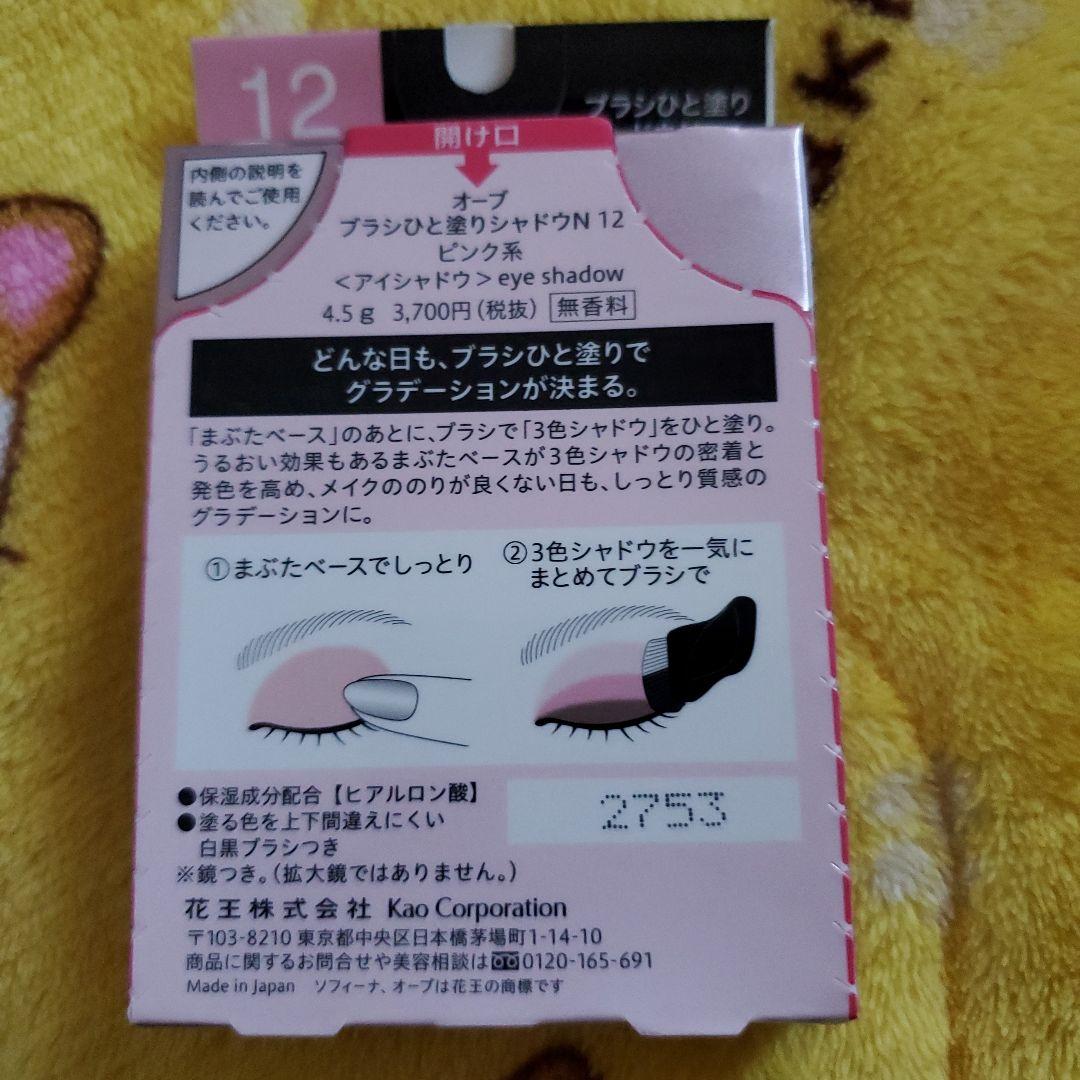 12
ブラシひと塗り
開け口
内側の説明を
読んでご使用
ください。
オーブ
ブラシひと塗りシャドウN 12
ピンク系
<アイシャドウ> eye shadow
4.5g 3,700円(税抜) 無香料
どんな日も、ブラシひと塗りで
グラデーションが決まる。
「まぶたベース」のあとに、ブラシで「3色シャドウ」をひと塗り。
うるおい効果もあるまぶたベースが3色シャドウの密着と
発色を高め、メイクののりが良くない日も、しっとり質感の
グラデーションに。
①まぶたベースでしっとり
②3色シャドウを一気に
まとめてブラシで
●保湿成分配合【ヒアルロン酸】
●塗る色を上下間違えにくい
白黒ブラシつき
※鏡つき。(拡大鏡ではありません。)
2753
花王株式会社 Kao Corporation
〒103-8210 東京都中央区日本橋茅場町1-14-10
商品に関するお問合せや美容相談は0120-165-691
Made in Japan ソフィーナ、オーブは花王の商標です